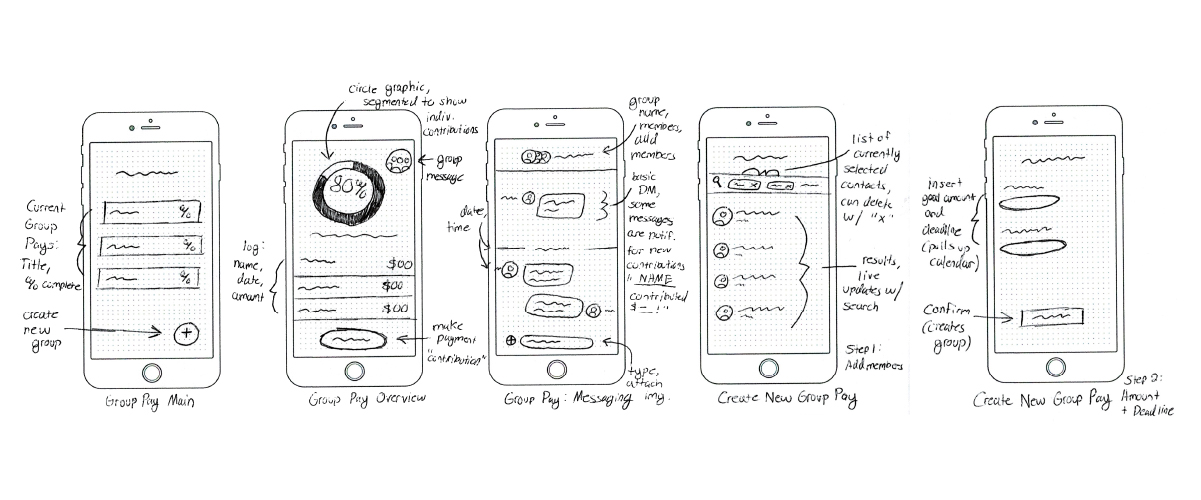 Current
Group
Pays:
Title,
% complete
create
new
group
%
%
%
+
Group Pay Main
circle graphic,
segmented to show
indiv.
contributions
group
message
80%
log:
name,
date,
amount
$00
$00
$00
make
payment
"contribution"
Group Pay Overview
group
name,
members,
add
members
date,
time
basic
DM,
some
messages
are notif.
for new
contributions
"NAME
contributed
$ _ _!"
+
type,
attach
img.
Group Pay: Messaging
list of
currently
selected
contacts,
can delete
w/ "x"
x
x
results,
live
updates w/
search
Step 1:
Add members
Create New Group Pay
insert
goal amount
and
deadline
(pulls up
calendar)
Confirm
(creates
group)
Create New Group Pay
Step 2:
Amount
+ Deadline